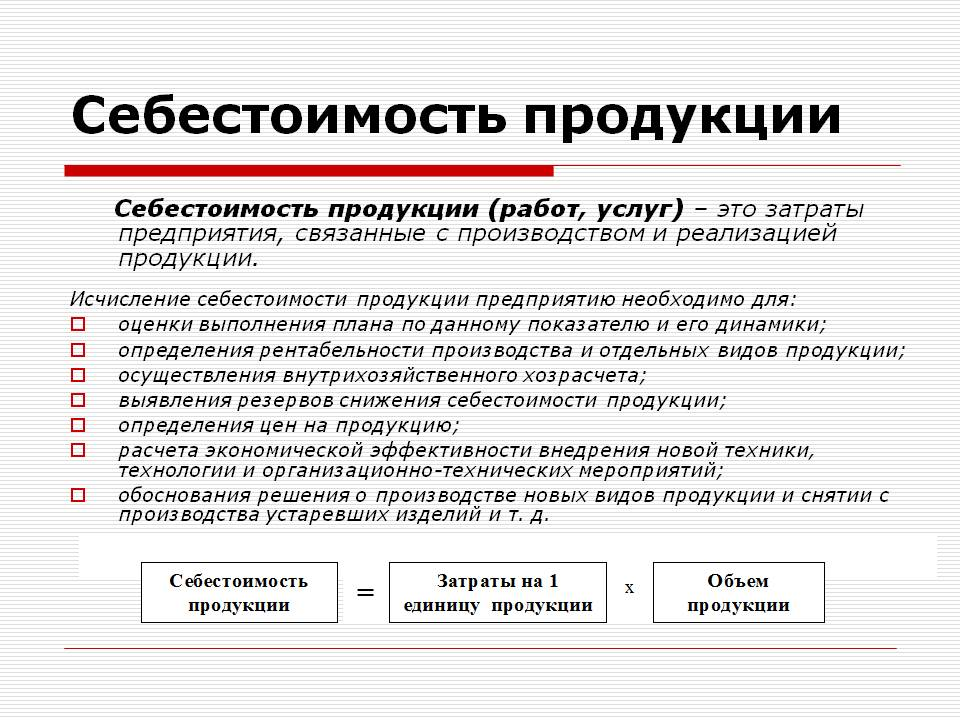 Себестоимость продукции
Себестоимость продукции (работ, услуг) – это затраты
предприятия, связанные с производством и реализацией
продукции.
Исчисление себестоимости продукции предприятию необходимо для:
оценки выполнения плана по данному показателю и его динамики;
определения рентабельности производства и отдельных видов продукции;
осуществления внутрихозяйственного хозрасчета;
выявления резервов снижения себестоимости продукции;
определения цен на продукцию;
расчета экономической эффективности внедрения новой техники,
технологии и организационно-технических мероприятий;
обоснования решения о производстве новых видов продукции и снятии с
производства устаревших изделий и т. д.
Себестоимость продукции = Затраты на 1 единицу продукции х Объем продукции